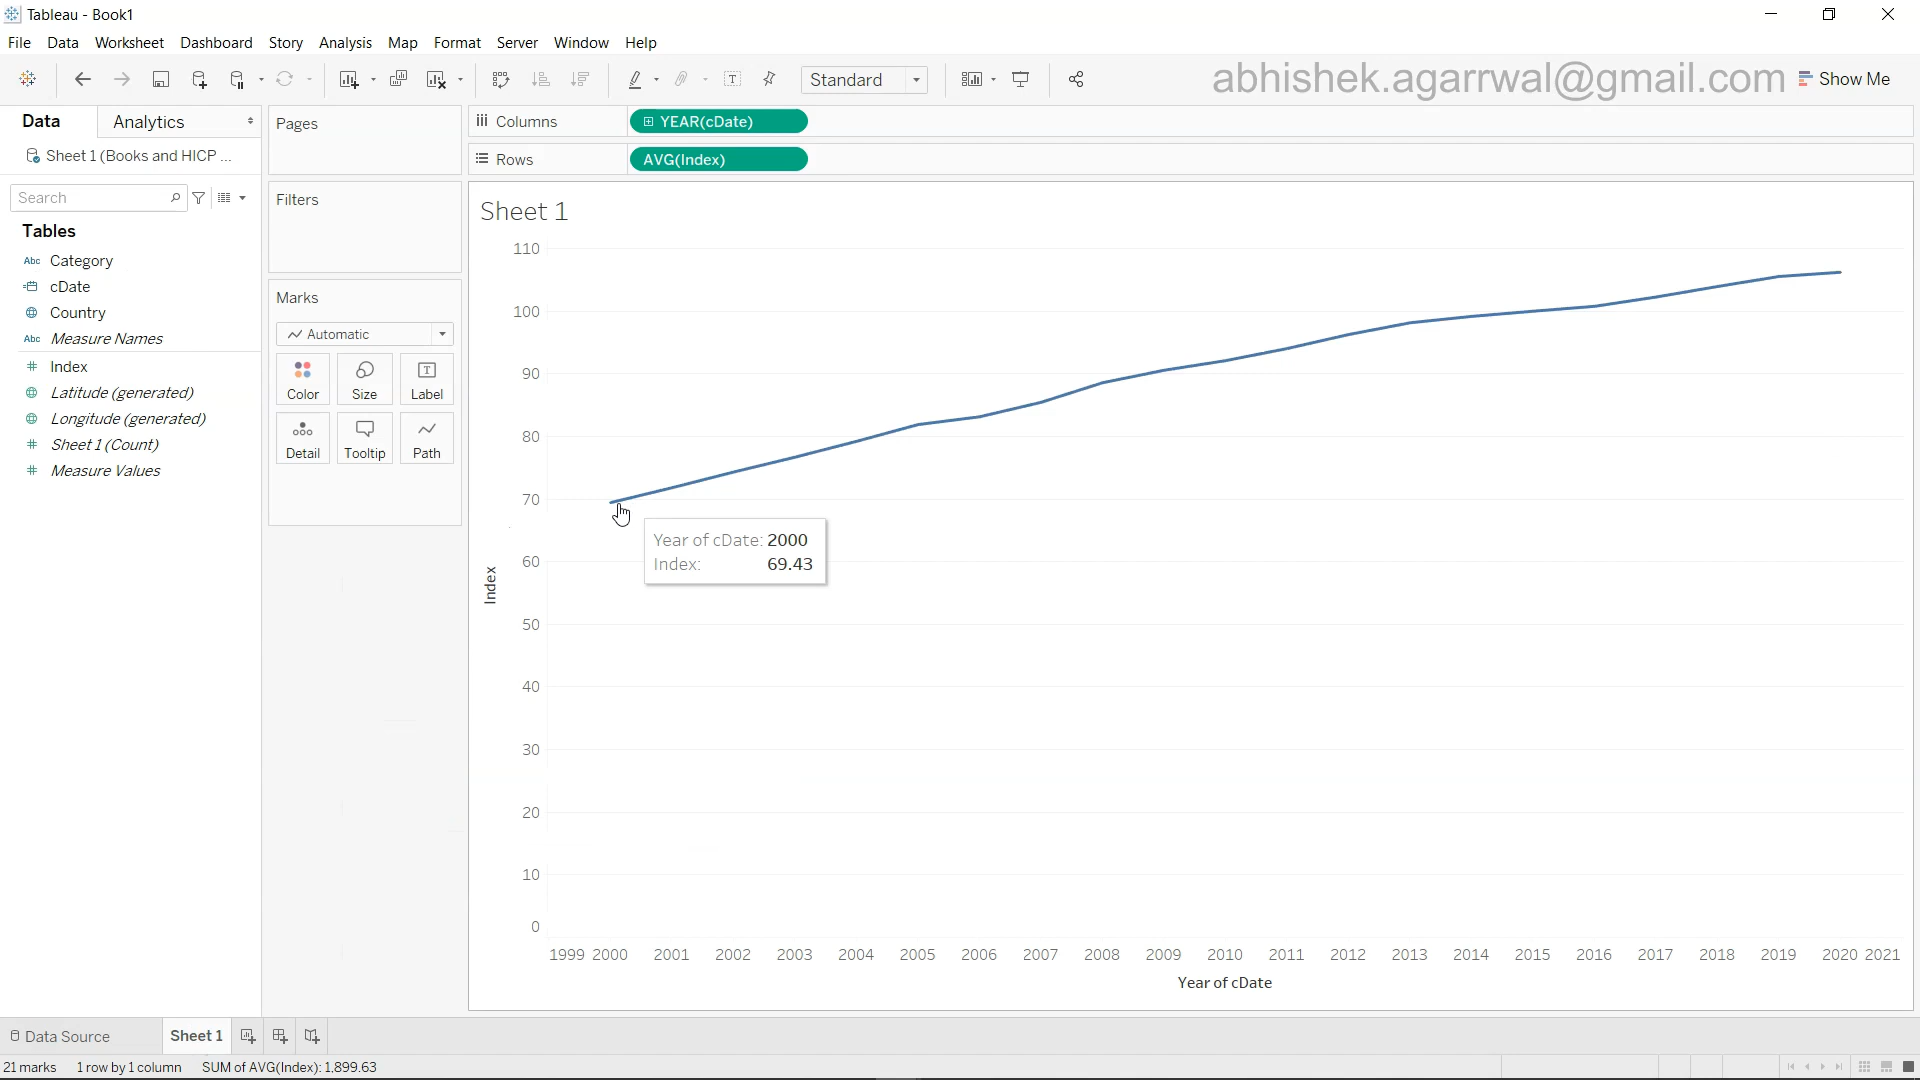 Tableau - Book1
File Data Worksheet Dashboard Story Analysis Map Format Server Window Help
Standard
abhishek.agarrwal@gmail.com
Show Me
Data Analytics
Sheet 1 (Books and HICP ...
Search
Tables
Abc Category
cDate
Country
Abc Measure Names
Index
Latitude (generated)
Longitude (generated)
Sheet 1 (Count)
Measure Values
Pages
Filters
Marks
Automatic
Color Size Label
Detail Tooltip Path
Columns YEAR(cDate)
Rows AVG(Index)
Sheet 1
110
100
90
80
70
60
50
40
30
20
10
0
Index
Year of cDate: 2000
Index: 69.43
1999 2000 2001 2002 2003 2004 2005 2006 2007 2008 2009 2010 2011 2012 2013 2014 2015 2016 2017 2018 2019 2020 2021
Year of cDate
Data Source Sheet 1
21 marks 1 row by 1 column SUM of AVG(Index): 1,899.63